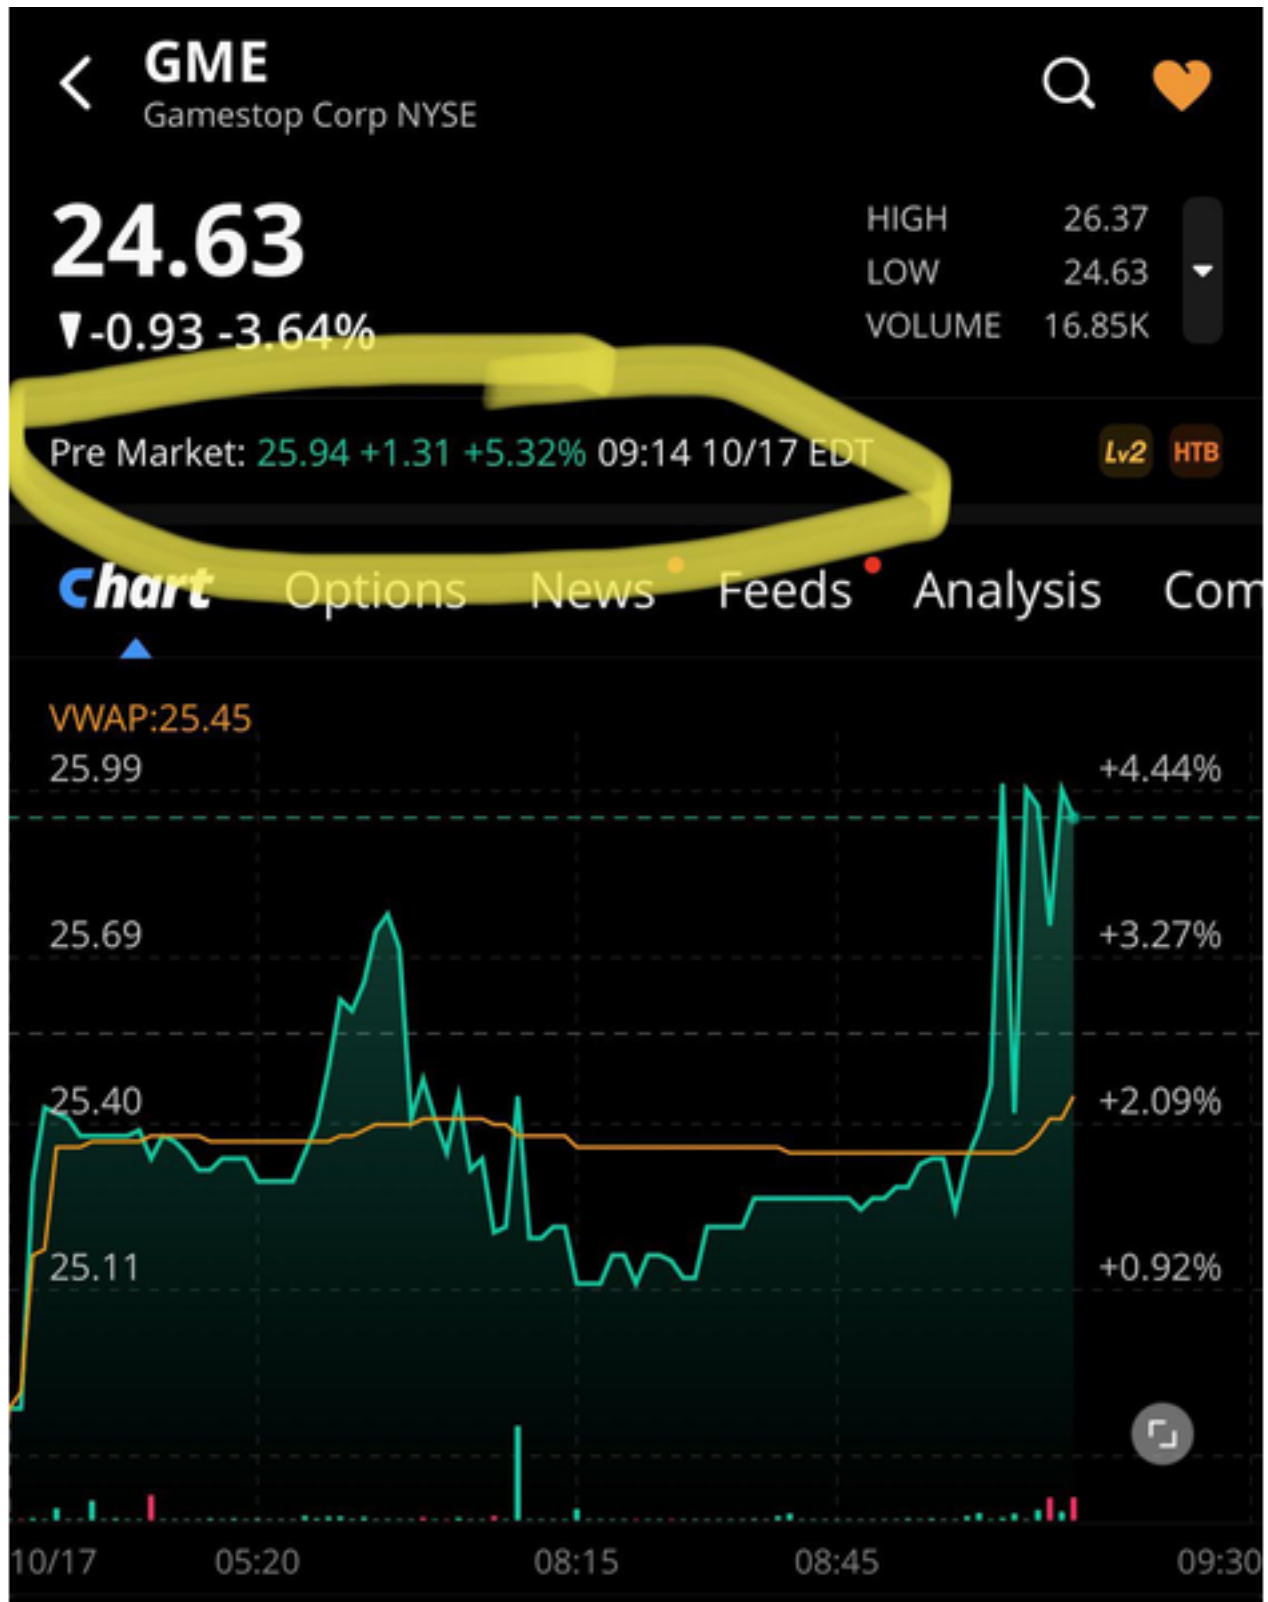 GME
Gamestop Corp NYSE
24.63
-0.93 -3.64%
HIGH 26.37
LOW 24.63
VOLUME 16.85K
Pre Market: 25.94 +1.31 +5.32% 09:14 10/17 EDT
Lv2 HTB
Chart Options News Feeds Analysis Com
VWAP:25.45
25.99 +4.44%
25.69 +3.27%
25.40 +2.09%
25.11 +0.92%
10/17 05:20 08:15 08:45 09:30